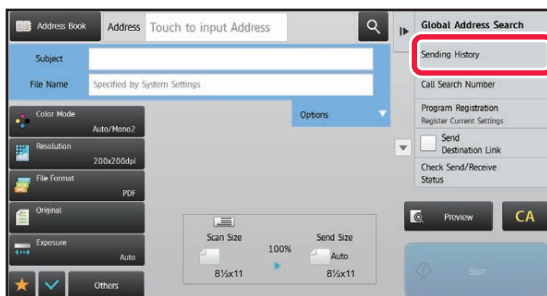 Address Book
Address
Touch to input Address
Subject
File Name
Specified by System Settings
Options
Color Mode
Auto/Mono2
Resolution
200x200dpi
File Format
PDF
Original
Exposure
Auto
Others
Scan Size
100%
Send Size
Auto
8½x11
8½x11
Global Address Search
Sending History
Call Search Number
Program Registration
Register Current Settings
Send
Destination Link
Check Send/Receive
Status
Preview
CA
Start